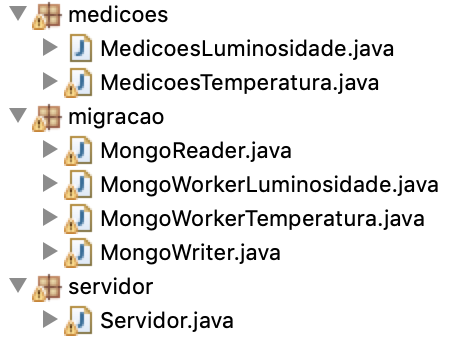 medicoes
MedicoesLuminosidade.java
MedicoesTemperatura.java
migracao
MongoReader.java
MongoWorkerLuminosidade.java
MongoWorkerTemperatura.java
MongoWriter.java
servidor
Servidor.java